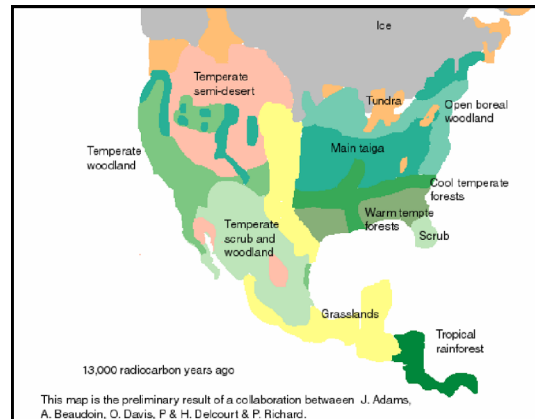 Ice
Temperate
semi-desert
Tundra
Open boreal
woodland
Main taiga
Temperate
woodland
Cool temperate
forests
Warm tempte
forests
Scrub
Temperate
scrub and
woodland
Grasslands
Tropical
rainforest
13,000 radiocarbon years ago
This map is the preliminary result of a collaboration between J. Adams,
A. Beaudoin, O. Davis, P & H. Delcourt & P. Richard.